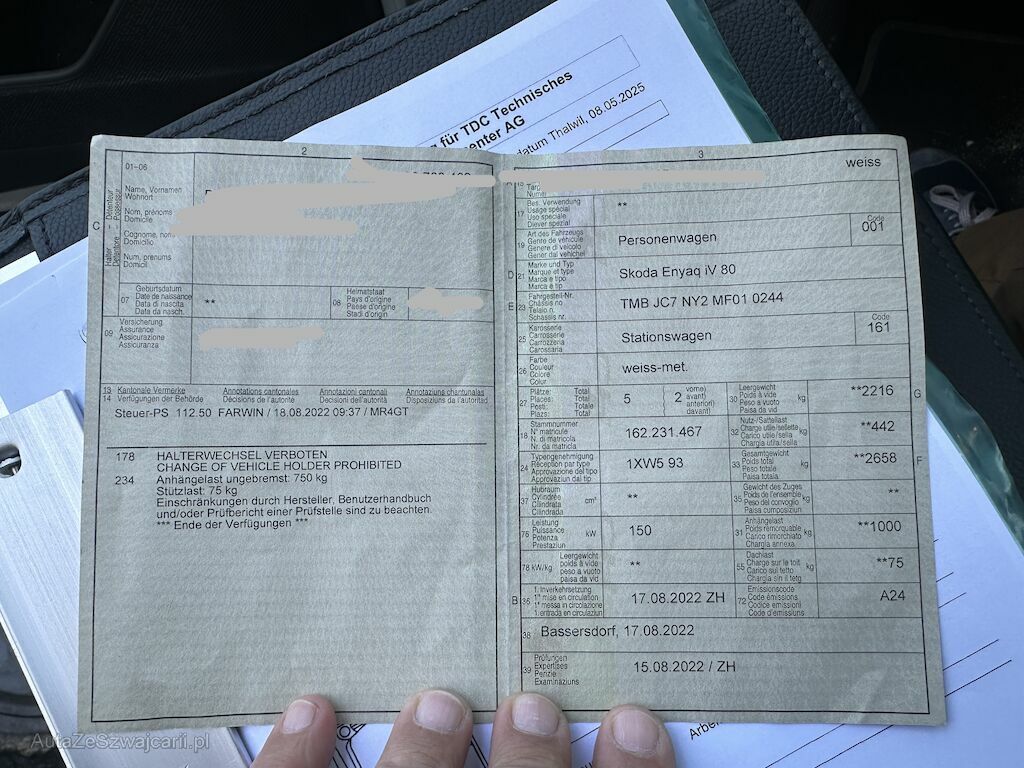 g für TDC Technisches
enter AG
datum Thalwil, 08.05.2025
2
01-06
C
Halter Détenteur
Detentore Possessur
Name, Vornamen
Wohnort
Nom, prénoms
Domicile
Cognome, nomi
Domicilio
Num, prenums
Domicil
07
Geburtsdatum
Date de naissance
Data di nascita
Data da nasch.
**
08
Heimatstaat
Pays d'origine
Paese d'origine
Stadi d'origin
09
Versicherung
Assurance
Assicurazione
Assicuranza
13
14
Kantonale Vermerke
Verfügungen der Behörde
Annotations cantonales
Décisions de l'autorité
Annotazioni cantonali
Decisioni dell'autorità
Annotaziuns chantunalas
Disposiziuns da l'autoritad
Steuer-PS 112.50 FARWIN / 18.08.2022 09:37 / MR4GT
178 HALTERWECHSEL VERBOTEN
CHANGE OF VEHICLE HOLDER PROHIBITED
234 Anhängelast ungebremst: 750 kg
Stützlast: 75 kg
Einschränkungen durch Hersteller, Benutzerhandbuch
und/oder Prüfbericht einer Prüfstelle sind zu beachten.
*** Ende der Verfügungen ***
3
A
15
Targ
Numer
weiss
17
Bes. Verwendung
Usage spécial
Uso speciale
Diever spezial
**
19
Art des Fahrzeugs
Genre de véhicule
Genere di veicolo
Gener dal vehichel
Personenwagen
Code
001
D
21
Marke und Typ
Marque et type
Marca e tipo
Marca e tip
Skoda Enyaq iV 80
E
23
Fahrgestell-Nr.
Châssis no
Telaio n.
Schassis nr.
TMB JC7 NY2 MF01 0244
25
Karosserie
Carrosserie
Carrozzeria
Carossaria
Stationswagen
Code
161
26
Farbe
Couleur
Colore
Colur
weiss-met.
27
Plätze: Total
Places: Total
Posti: Totale
Plazs: Total
5
2
vorne)
avant)
anteriori)
davant)
30
Leergewicht
Poids à vide
Peso a vuoto
Paisa da vid
kg
**2216
G
18
Stammnummer
N° matricule
N. di matricola
Nr. da matricla
162.231.467
32
Nutz-/Sattellast
Charge utile/sellette
Carico utile/sella
Chargia utila/sella
kg
**442
24
Typengenehmigung
Réception par type
Approvazione del tipo
Approvaziun dal tip
1XW5 93
33
Gesamtgewicht
Poids total
Peso totale
Paisa totala
kg
**2658
F
37
Hubraum
Cylindrée
Cilindrata
Cilindrada
cm³
**
35
Gewicht des Zuges
Poids de l'ensemble
Peso del convoglio
Paisa cumposiziun
kg
**
76
Leistung
Puissance
Potenza
Prestaziun
kW
150
31
Anhängelast
Poids remorquable
Carico rimorchiato
Chargia annexa
kg
**1000
78
kW/kg
Leergewicht
poids à vide
peso a vuoto
paisa da vid
**
55
Dachlast
Charge sur le toit
Carico sul tetto
Chargia sin il tetg
kg
**75
B
36
1. Inverkehrsetzung
1re mise en circulation
1a messa in circolazione
1. entrada en circulaziun
17.08.2022 ZH
72
Emissionscode
Code émissions
Codice emissioni
Code d'emissiuns
A24
38
Bassersdorf, 17.08.2022
39
Prüfungen
Expertises
Perizie
Examinaziuns
15.08.2022 / ZH
Arbe
AutaZeSzwajcarii.pl